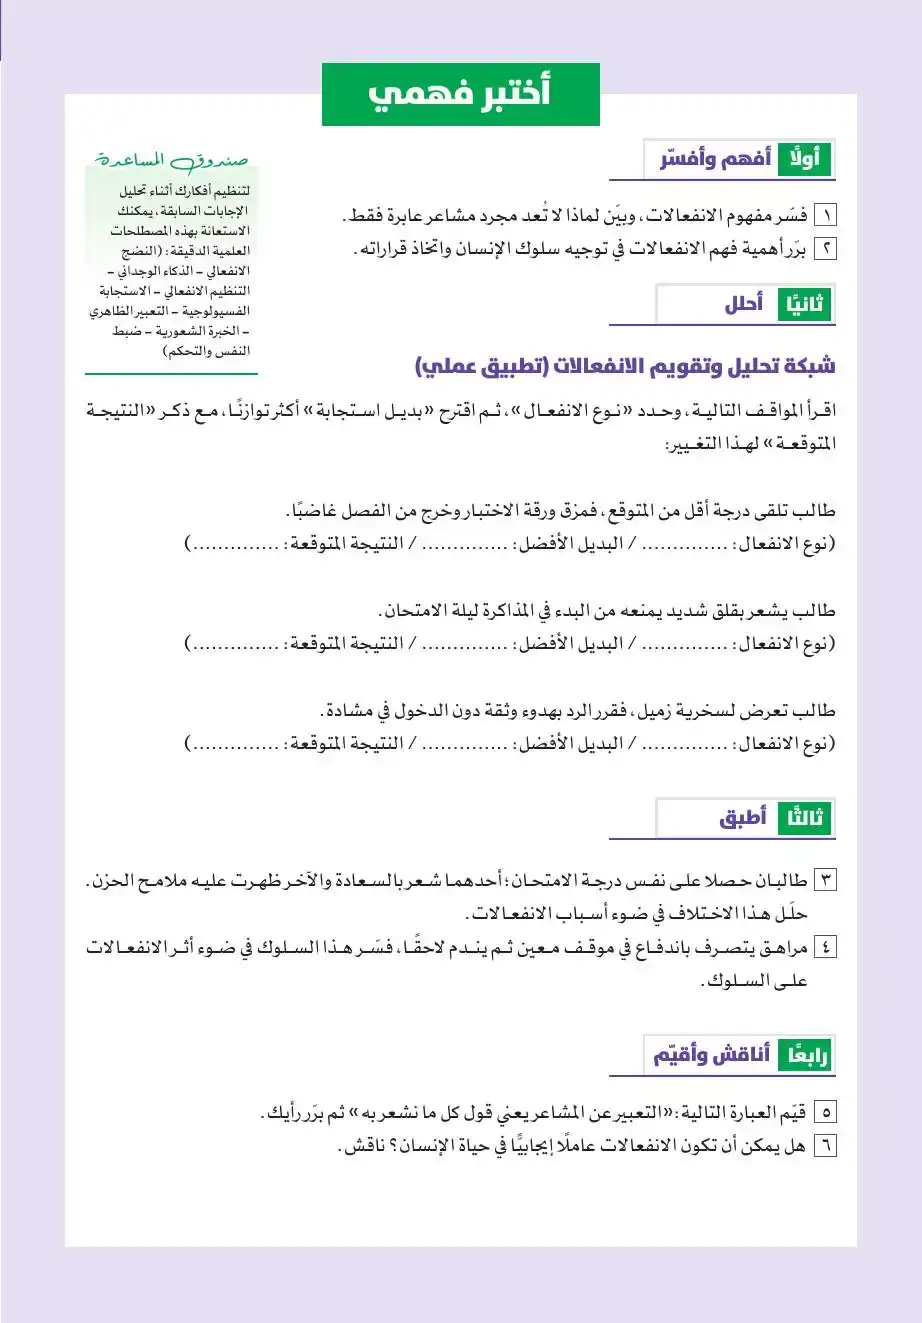 أختبر فهمي
أولًا أفهم وأفسّر
١ فسّر مفهوم الانفعالات، وبيّن لماذا لا تُعد مجرد مشاعر عابرة فقط.
٢ برّر أهمية فهم الانفعالات في توجيه سلوك الإنسان واتخاذ قراراته.
صندوق المساعدة
لتنظيم أفكارك أثناء تحليل
الإجابات السابقة، يمكنك
الاستعانة بهذه المصطلحات
العلمية الدقيقة: (النضج
الانفعالي – الذكاء الوجداني –
التنظيم الانفعالي – الاستجابة
الفسيولوجية – التعبير الظاهري
– الخبرة الشعورية – ضبط
النفس والتحكم)
ثانيًا أحلل
شبكة تحليل وتقويم الانفعالات (تطبيق عملي)
اقرأ المواقف التالية، وحدد «نوع الانفعال»، ثم اقترح «بديل استجابة» أكثر توازنًا، مع ذكر «النتيجة
المتوقعة» لهذا التغيير:
طالب تلقى درجة أقل من المتوقع، فمزق ورقة الاختبار وخرج من الفصل غاضبًا.
(نوع الانفعال: .............. / البديل الأفضل: .............. / النتيجة المتوقعة: ..............)
طالب يشعر بقلق شديد يمنعه من البدء في المذاكرة ليلة الامتحان.
(نوع الانفعال: .............. / البديل الأفضل: .............. / النتيجة المتوقعة: ..............)
طالب تعرض لسخرية زميل، فقرر الرد بهدوء وثقة دون الدخول في مشادة.
(نوع الانفعال: .............. / البديل الأفضل: .............. / النتيجة المتوقعة: ..............)
ثالثًا أطبق
٣ طالبان حصلا على نفس درجة الامتحان؛ أحدهما شعر بالسعادة والآخر ظهرت عليه ملامح الحزن.
حلّل هذا الاختلاف في ضوء أسباب الانفعالات.
٤ مراهق يتصرف باندفاع في موقف معين ثم يندم لاحقًا، فسّر هذا السلوك في ضوء أثر الانفعالات
على السلوك.
رابعًا أناقش وأقيّم
٥ قيّم العبارة التالية: «التعبير عن المشاعر يعني قول كل ما نشعر به» ثم برّر رأيك.
٦ هل يمكن أن تكون الانفعالات عاملًا إيجابيًّا في حياة الإنسان؟ ناقش.